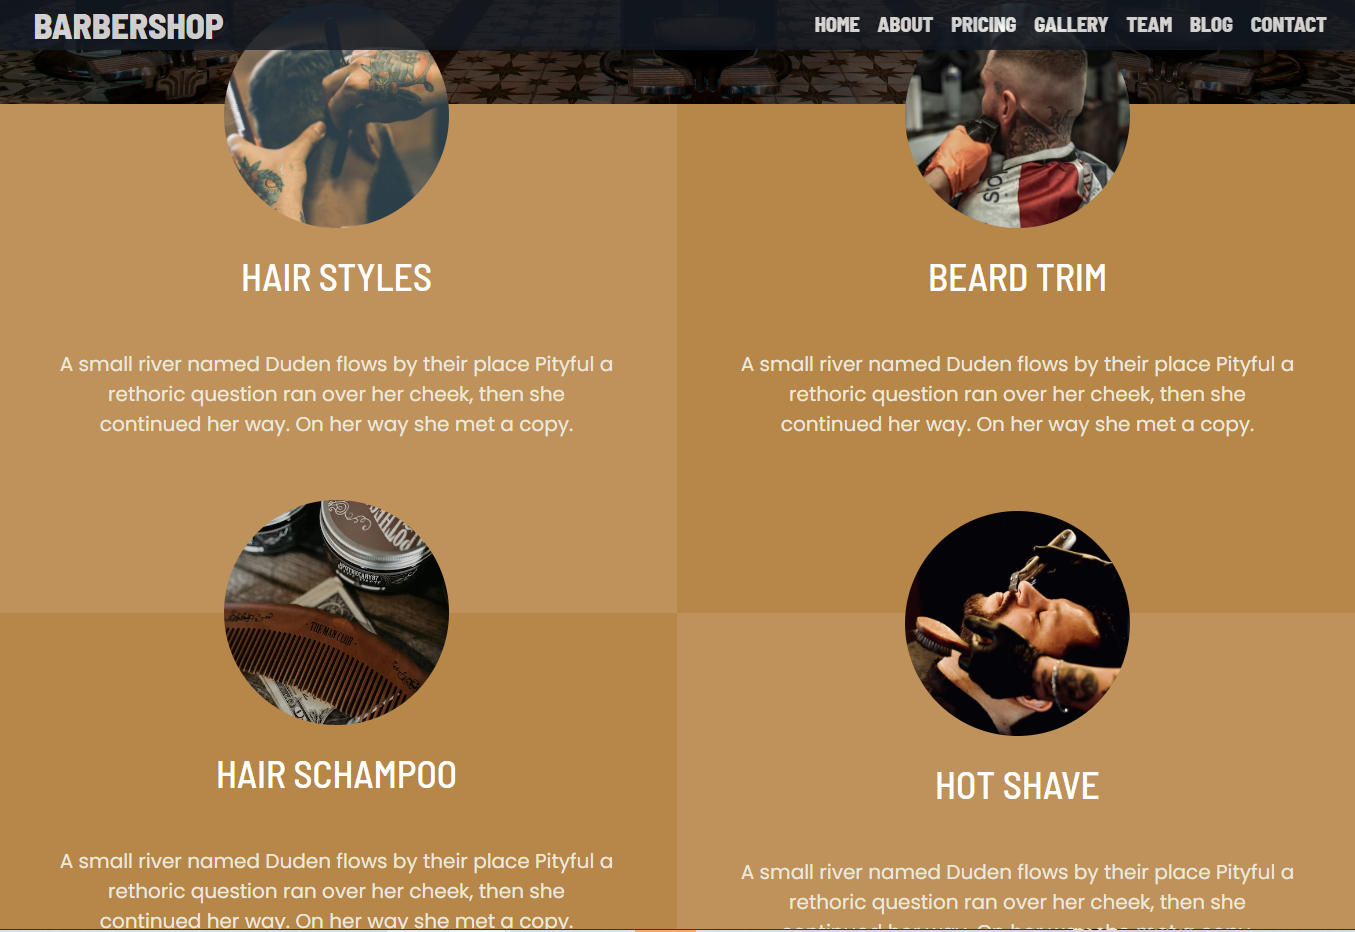 BARBERSHOP
HOME ABOUT PRICING GALLERY TEAM BLOG CONTACT
HAIR STYLES
A small river named Duden flows by their place Pityful a
rethoric question ran over her cheek, then she
continued her way. On her way she met a copy.
BEARD TRIM
A small river named Duden flows by their place Pityful a
rethoric question ran over her cheek, then she
continued her way. On her way she met a copy.
THE MAN CLUB
HAIR SCHAMPOO
A small river named Duden flows by their place Pityful a
rethoric question ran over her cheek, then she
continued her way. On her way she met a copy.
HOT SHAVE
A small river named Duden flows by their place Pityful a
rethoric question ran over her cheek, then she